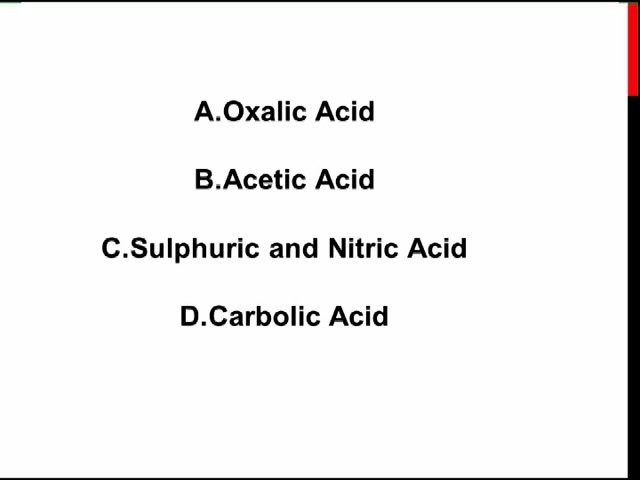 A.Oxalic Acid
B.Acetic Acid
C.Sulphuric and Nitric Acid
D.Carbolic Acid